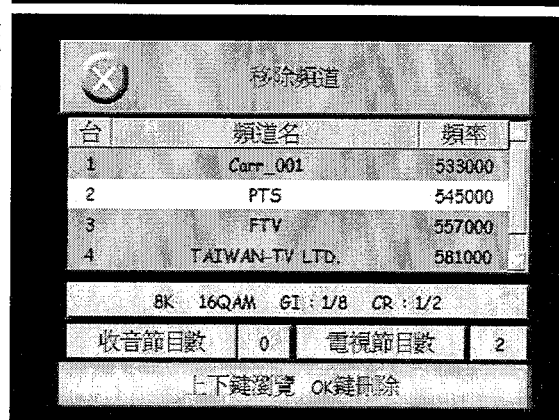 移除頻道
台 頻道名 頻率
1 Carr_001 533000
2 PTS 545000
3 FTV 557000
4 TAIWAN-TV LTD. 581000
8K 16QAM GI : 1/8 CR : 1/2
收音節目數 0 電視節目數 2
上下鍵瀏覽 OK鍵刪除